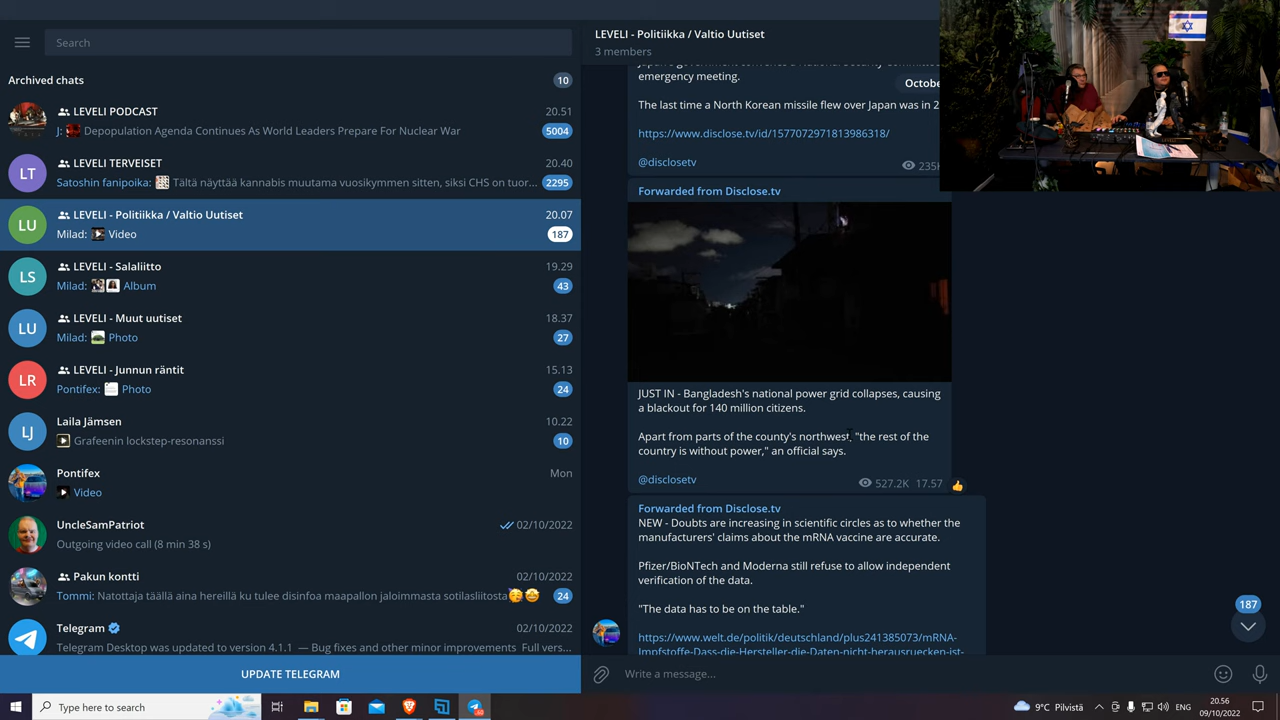 Search
Archived chats
10
LEVELI PODCAST
20.51
J: Depopulation Agenda Continues As World Leaders Prepare For Nuclear War
5004
LT
LEVELI TERVEISET
20.40
Satoshin fanipoika: Tältä näyttää kannabis muutama vuosikymmen sitten, siksi CHS on tuor...
2295
LU
LEVELI - Politiikka / Valtio Uutiset
20.07
Milad: Video
187
LS
LEVELI - Salaliitto
19.29
Milad: Album
43
LU
LEVELI - Muut uutiset
18.37
Milad: Photo
27
LR
LEVELI - Junnun räntit
15.13
Pontifex: Photo
24
LJ
Laila Jämsen
10.22
Grafeenin lockstep-resonanssi
10
Pontifex
Mon
Video
UncleSamPatriot
02/10/2022
Outgoing video call (8 min 38 s)
Pakun kontti
02/10/2022
Tommi: Natottaja täällä aina hereillä ku tulee disinfoa maapallon jaloimmasta sotilasliitosta🥳🤩
24
Telegram
02/10/2022
Telegram Desktop was updated to version 4.1.1 — Bug fixes and other minor improvements Full vers...
UPDATE TELEGRAM
LEVELI - Politiikka / Valtio Uutiset
3 members
emergency meeting.
Octobe
The last time a North Korean missile flew over Japan was in 2
https://www.disclose.tv/id/1577072971813986318/
@disclosetv
235
Forwarded from Disclose.tv
JUST IN - Bangladesh's national power grid collapses, causing
a blackout for 140 million citizens.
Apart from parts of the county's northwest, "the rest of the
country is without power," an official says.
@disclosetv
527.2K 17.57 👍
Forwarded from Disclose.tv
NEW - Doubts are increasing in scientific circles as to whether the
manufacturers' claims about the mRNA vaccine are accurate.
Pfizer/BioNTech and Moderna still refuse to allow independent
verification of the data.
"The data has to be on the table."
https://www.welt.de/politik/deutschland/plus241385073/mRNA-
Impfstoffe-Dass-die-Hersteller-die-Daten-nicht-herausruecken-ist-
187
Write a message...
Type here to search
9°C Pilvistä
ENG
20.56
09/10/2022